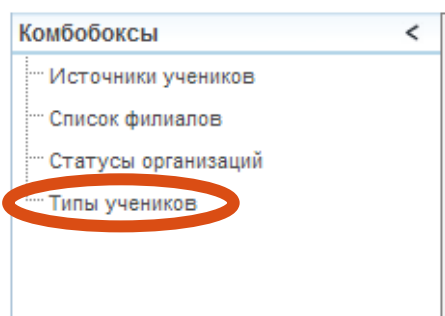 Комбобоксы <
Источники учеников
Список филиалов
Статусы организаций
Типы учеников